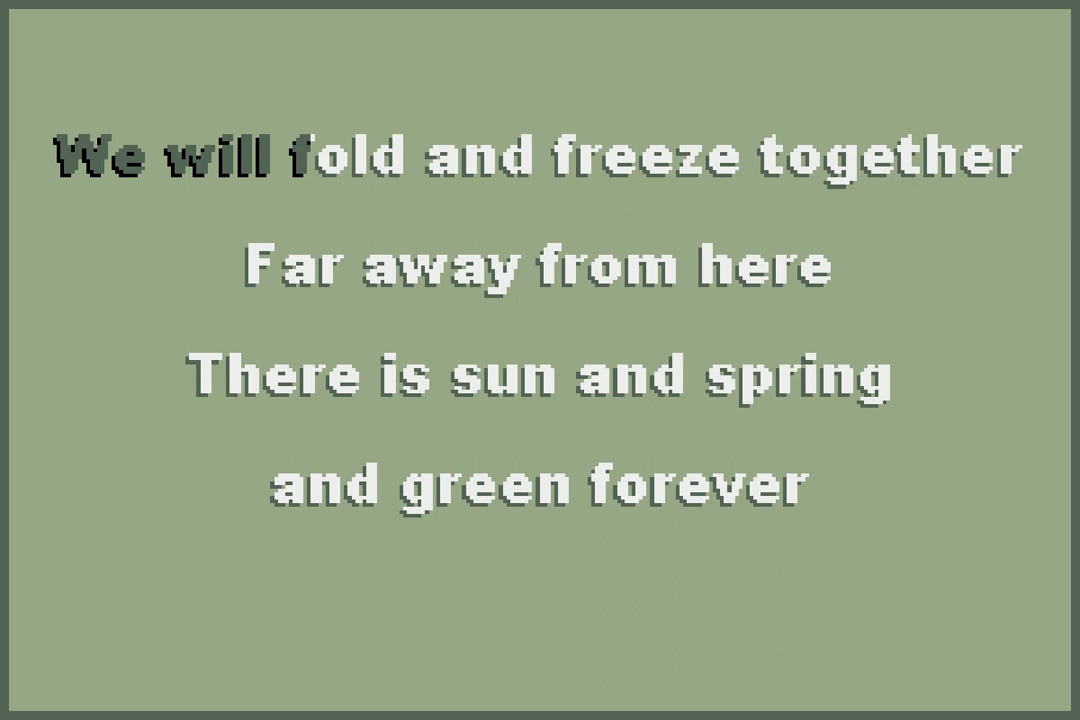 We will fold and freeze together
Far away from here
There is sun and spring
and green forever